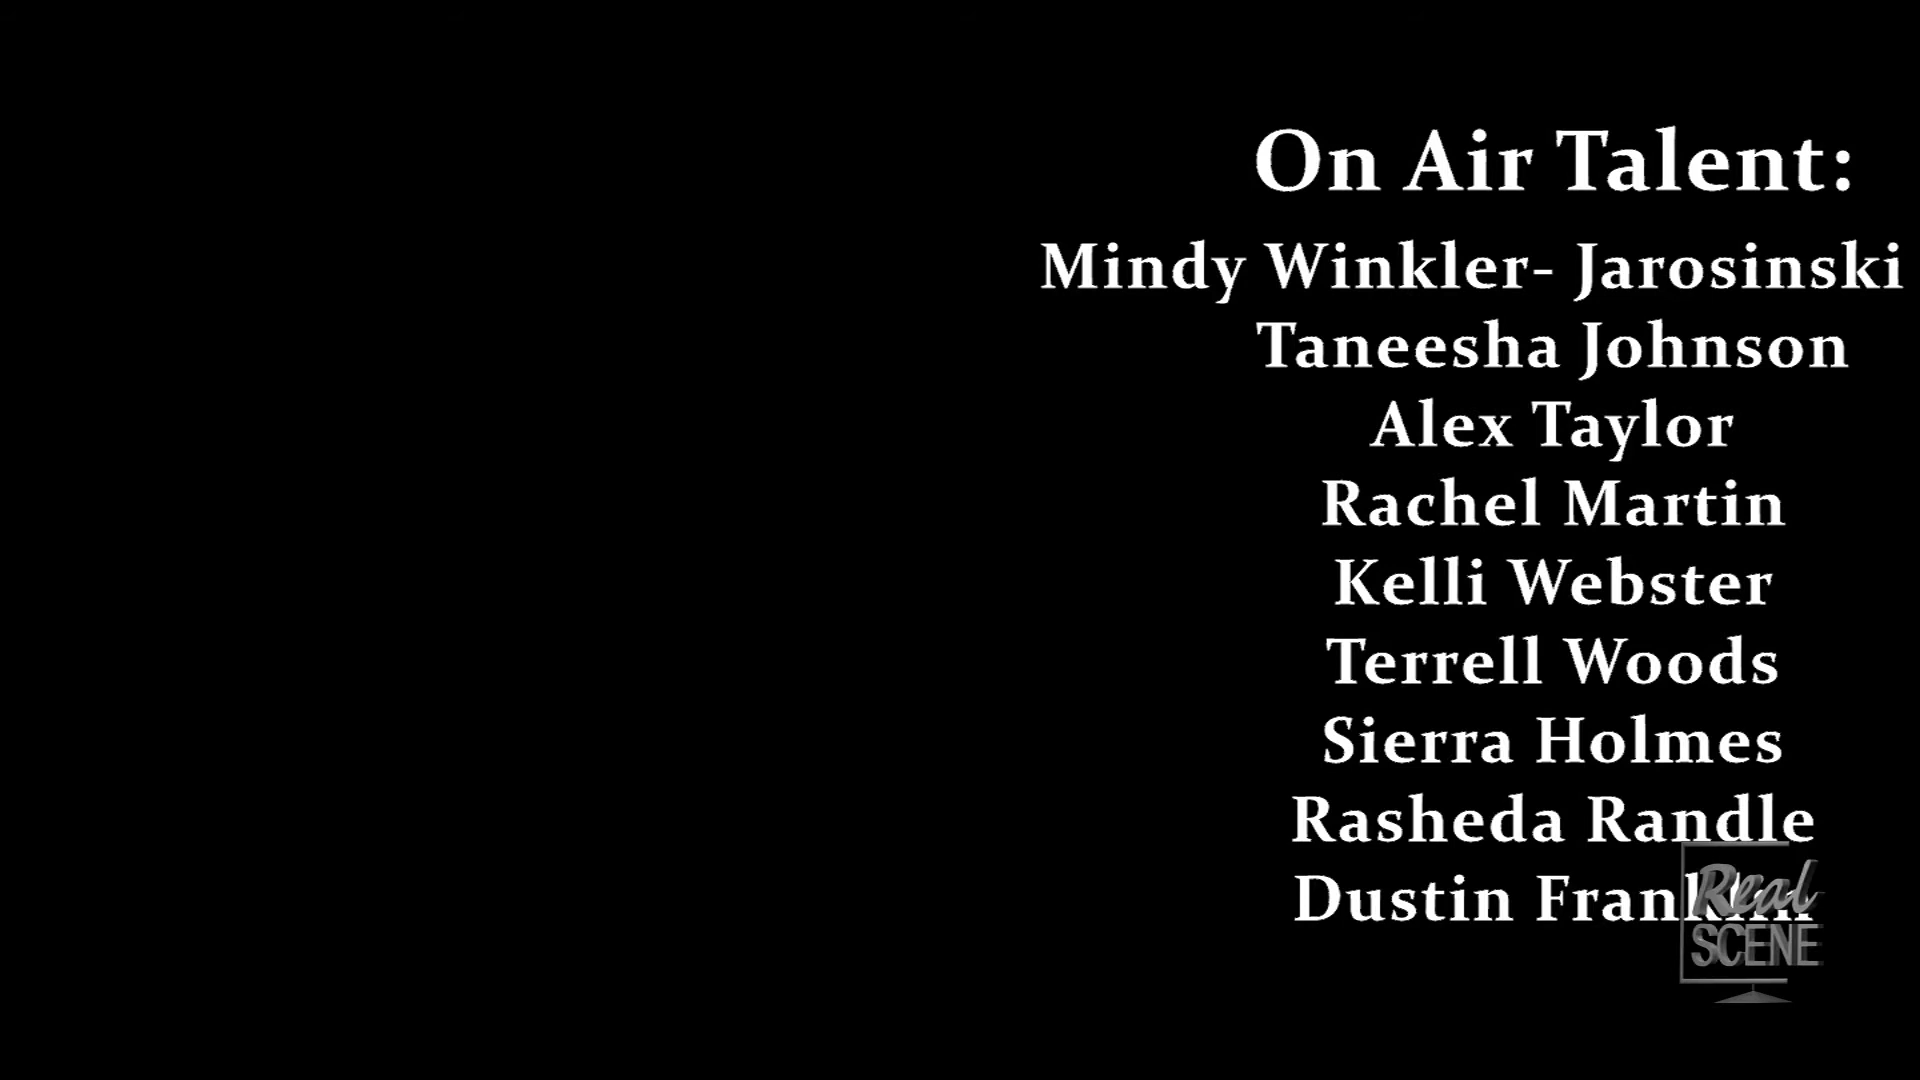 On Air Talent:
Mindy Winkler- Jarosinski
Taneesha Johnson
Alex Taylor
Rachel Martin
Kelli Webster
Terrell Woods
Sierra Holmes
Rasheda Randle
Dustin Franklin
Real
SCENE